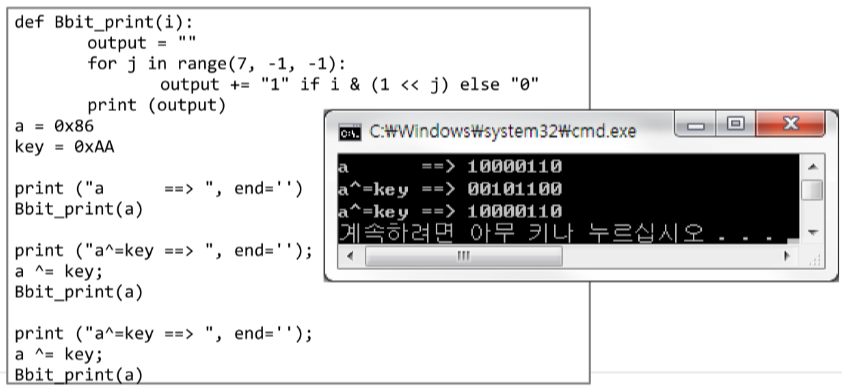 def Bbit_print(i):
output = ""
for j in range(7, -1, -1):
output += "1" if i & (1 << j) else "0"
print (output)
a = 0x86
key = 0xAA
print ("a      ==> ", end='')
Bbit_print(a)
print ("a^=key ==> ", end='');
a ^= key;
Bbit_print(a)
print ("a^=key ==> ", end='');
a ^= key;
Bbit_print(a)
C:\Windows\system32\cmd.exe
a      ==> 10000110
a^=key ==> 00101100
a^=key ==> 10000110
계속하려면 아무 키나 누르십시오 . . .